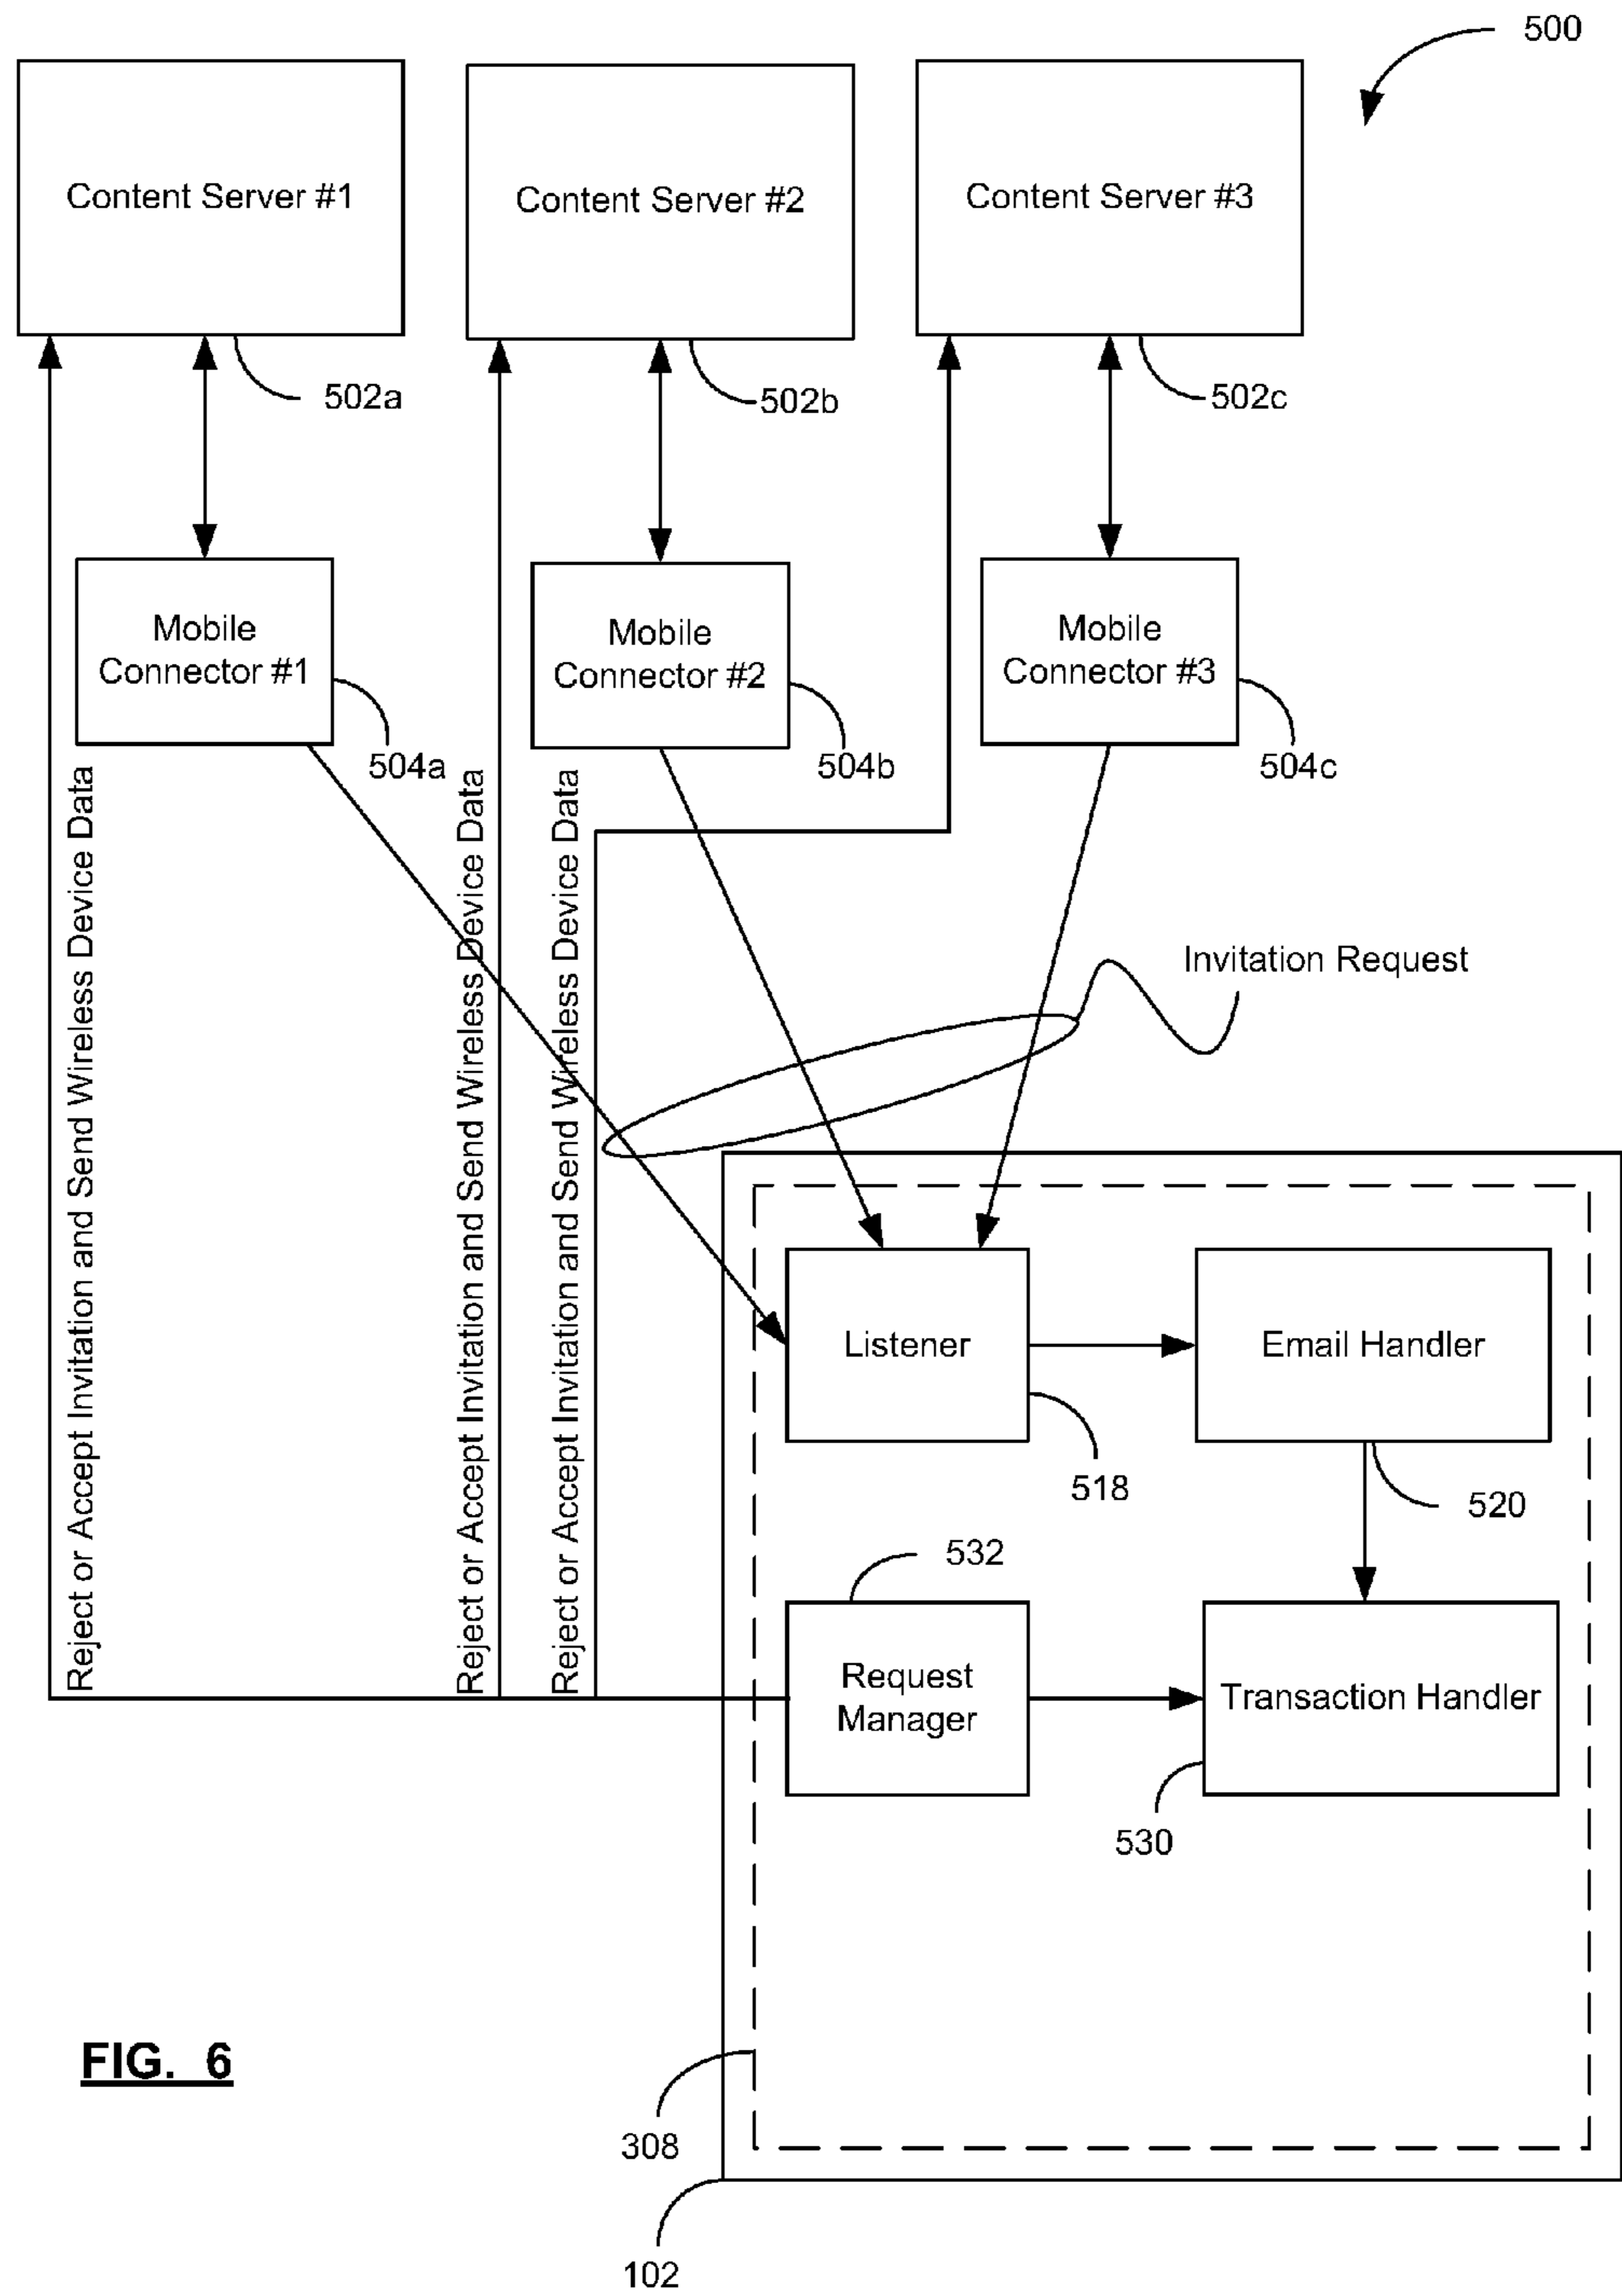 500
Content Server #1
Content Server #2
Content Server #3
502a
502b
502c
Mobile
Connector #1
Mobile
Connector #2
Mobile
Connector #3
504a
504b
504c
Reject or Accept Invitation and Send Wireless Device Data
Reject or Accept Invitation and Send Wireless Device Data
Reject or Accept Invitation and Send Wireless Device Data
Invitation Request
Listener
Email Handler
518
520
532
Request
Manager
Transaction Handler
530
FIG. 6
308
102